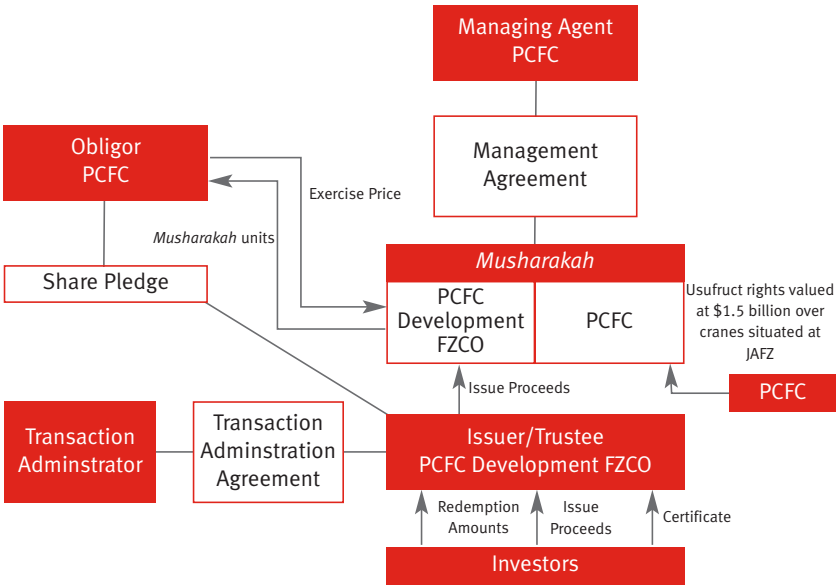 Managing Agent
PCFC
Management
Agreement
Obligor
PCFC
Exercise Price
Musharakah units
Share Pledge
Musharakah
PCFC
Development
FZCO
PCFC
Usufruct rights valued
at $1.5 billion over
cranes situated at
JAFZ
PCFC
Issue Proceeds
Transaction
Adminstrator
Transaction
Adminstration
Agreement
Issuer/Trustee
PCFC Development FZCO
Redemption
Amounts
Issue
Proceeds
Certificate
Investors